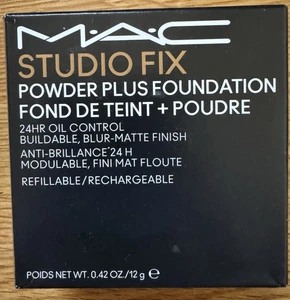 M·A·C
STUDIO FIX
POWDER PLUS FOUNDATION
FOND DE TEINT + POUDRE
24HR OIL CONTROL
BUILDABLE, BLUR-MATTE FINISH
ANTI-BRILLANCE 24 H
MODULABLE, FINI MAT FLOUTE
REFILLABLE/RECHARGEABLE
POIDS NET WT. 0.42 OZ./12 g ℮